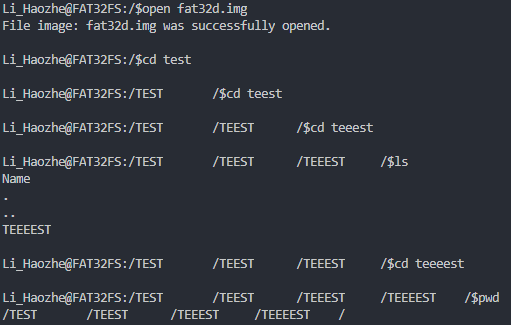 Li_Haozhe@FAT32FS:/$open fat32d.img
File image: fat32d.img was successfully opened.
Li_Haozhe@FAT32FS:/$cd test
Li_Haozhe@FAT32FS:/TEST       /$cd teest
Li_Haozhe@FAT32FS:/TEST       /TEEST      /$cd teeest
Li_Haozhe@FAT32FS:/TEST       /TEEST      /TEEEST     /$ls
Name
.
..
TEEEEST
Li_Haozhe@FAT32FS:/TEST       /TEEST      /TEEEST     /$cd teeeest
Li_Haozhe@FAT32FS:/TEST       /TEEST      /TEEEST     /TEEEEST    /$pwd
/TEST       /TEEST      /TEEEST     /TEEEEST    /